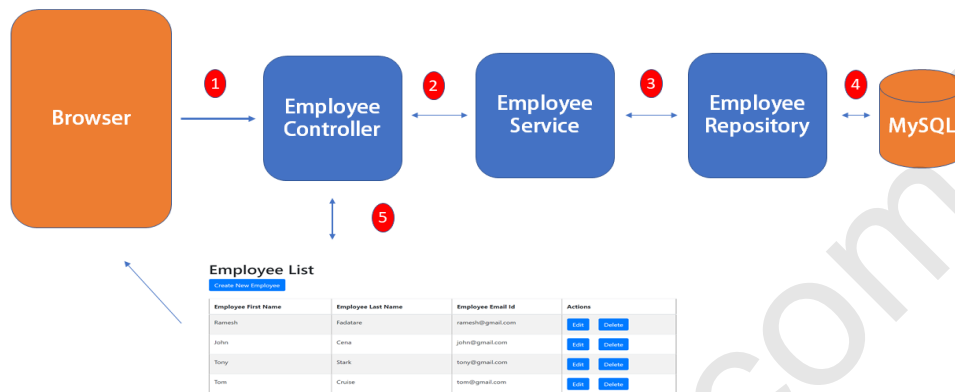 Browser
1
Employee
Controller
2
Employee
Service
3
Employee
Repository
4
MySQL
5
Employee List
Create New Employee
Employee First Name Employee Last Name Employee Email Id Actions
Ramesh Fadatare ramesh@gmail.com Edit Delete
John Cena john@gmail.com Edit Delete
Tony Stark tony@gmail.com Edit Delete
Tom Cruise tom@gmail.com Edit Delete
com